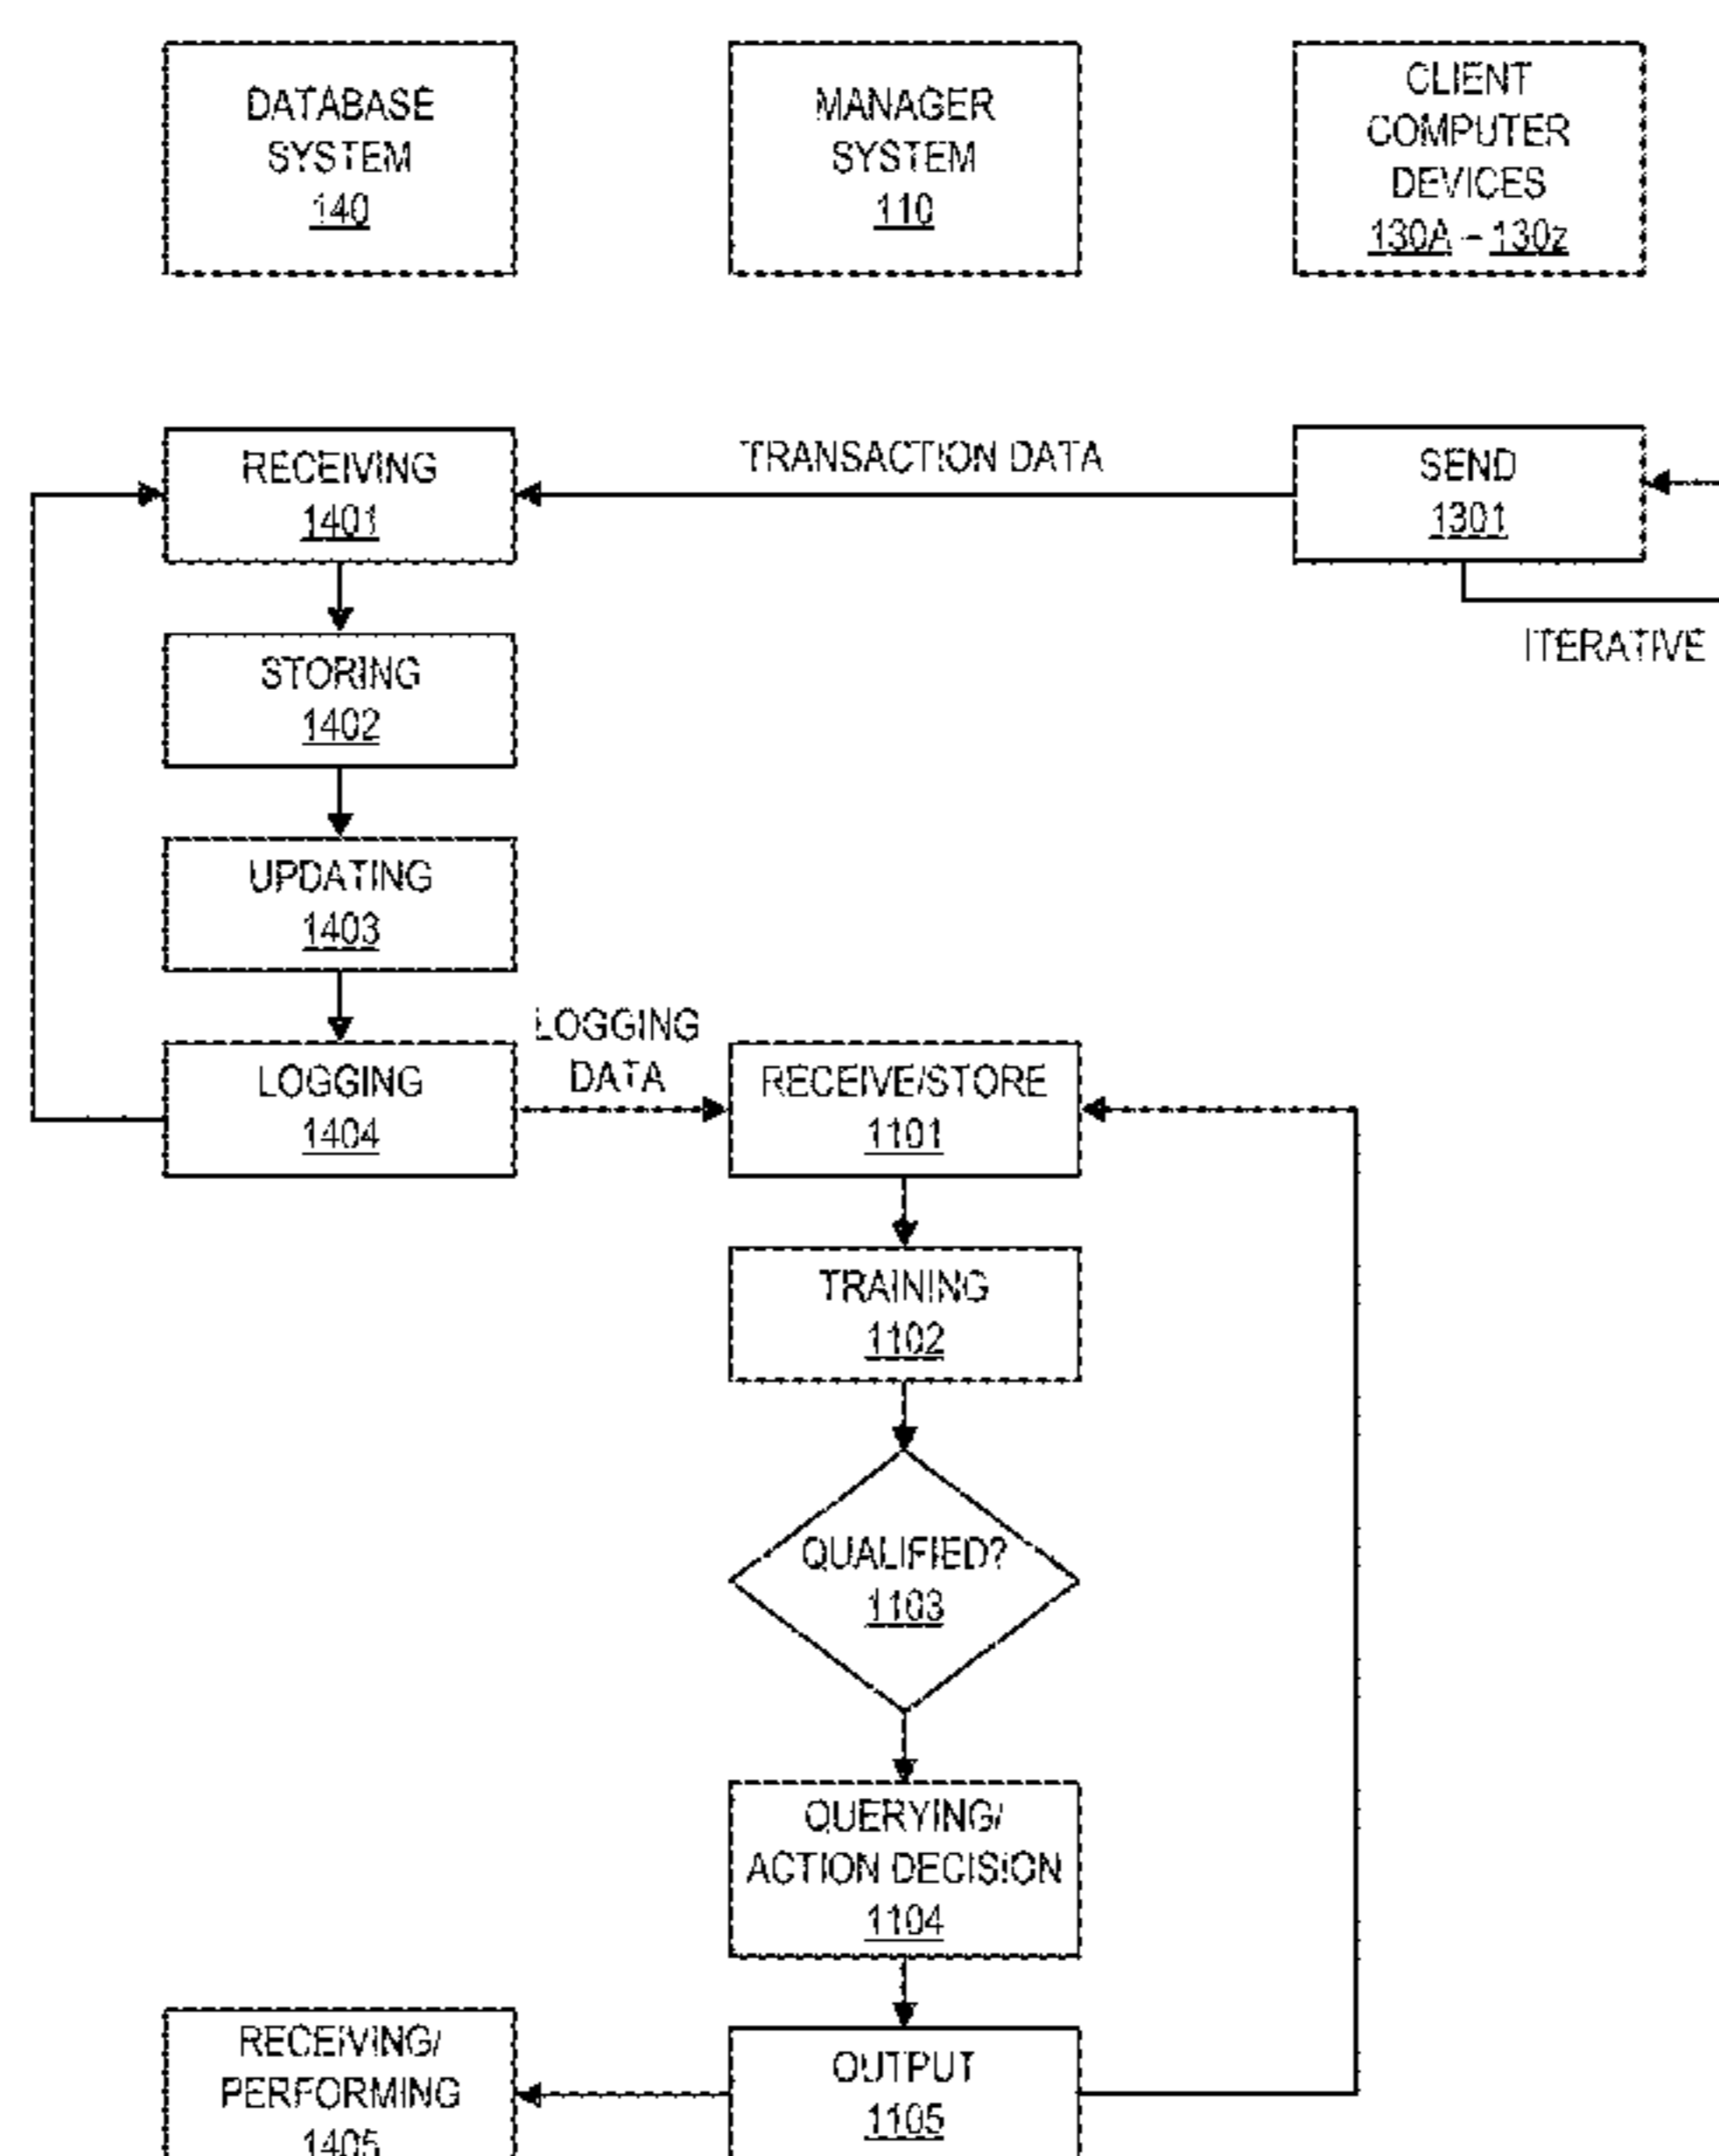 DATABASE
SYSTEM
140
MANAGER
SYSTEM
110
CLIENT
COMPUTER
DEVICES
130A – 130z
RECEIVING
1401
TRANSACTION DATA
SEND
1301
ITERATIVE
STORING
1402
UPDATING
1403
LOGGING
1404
LOGGING
DATA
RECEIVE/STORE
1101
TRAINING
1102
QUALIFIED?
1103
QUERYING/
ACTION DECISION
1104
RECEIVING/
PERFORMING
1405
OUTPUT
1105